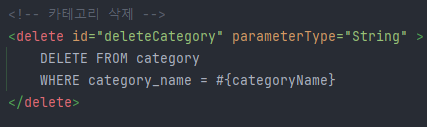 <!-- 카테고리 삭제 -->
<delete id="deleteCategory" parameterType="String" >
    DELETE FROM category
    WHERE category_name = #{categoryName}
</delete>